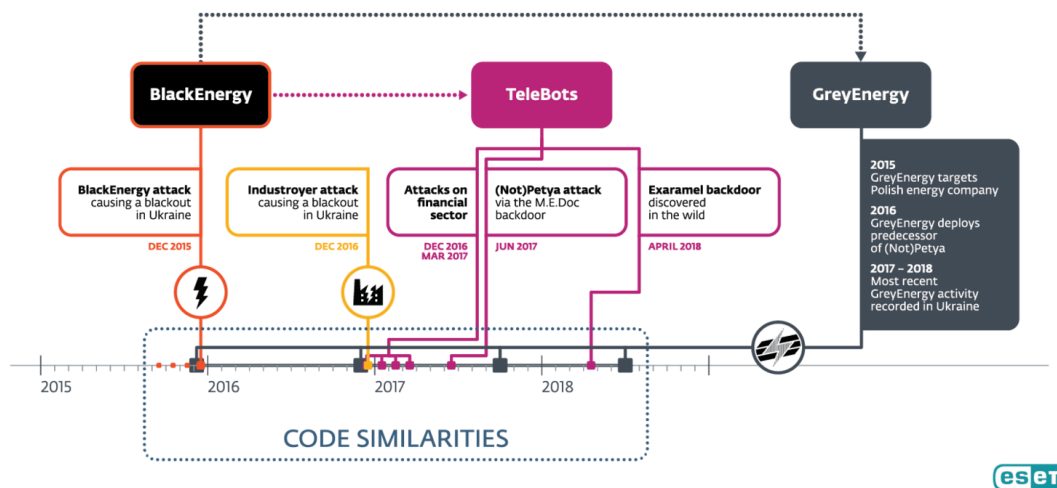 BlackEnergy
TeleBots
GreyEnergy
BlackEnergy attack
causing a blackout
in Ukraine
DEC 2015
Industroyer attack
causing a blackout
in Ukraine
DEC 2016
Attacks on
financial
sector
DEC 2016
MAR 2017
(Not)Petya attack
via the M.E.Doc
backdoor
JUN 2017
Exaramel backdoor
discovered
in the wild
APRIL 2018
2015
GreyEnergy targets
Polish energy company
2016
GreyEnergy deploys
predecessor
of (Not)Petya
2017 – 2018
Most recent
GreyEnergy activity
recorded in Ukraine
2015
2016
2017
2018
CODE SIMILARITIES
eset